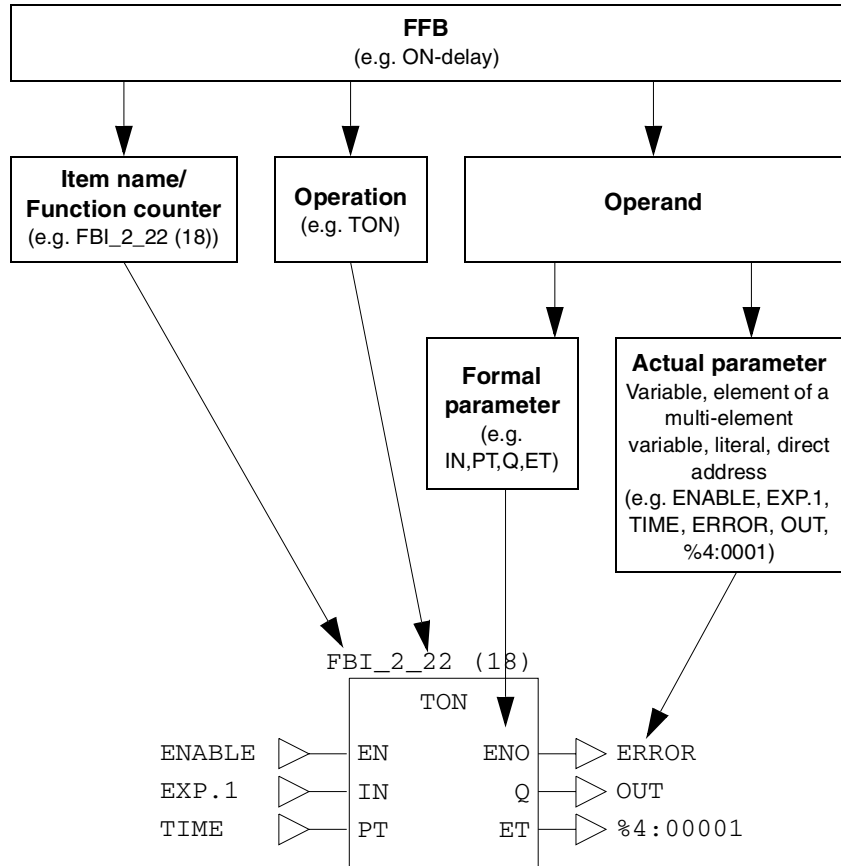 FFB
(e.g. ON-delay)
Item name/
Function counter
(e.g. FBI_2_22 (18))
Operation
(e.g. TON)
Operand
Formal
parameter
(e.g.
IN,PT,Q,ET)
Actual parameter
Variable, element of a
multi-element
variable, literal, direct
address
(e.g. ENABLE, EXP.1,
TIME, ERROR, OUT,
%4:0001)
FBI_2_22 (18)
TON
ENABLE EN ENO ERROR
EXP.1 IN Q OUT
TIME PT ET %4:00001